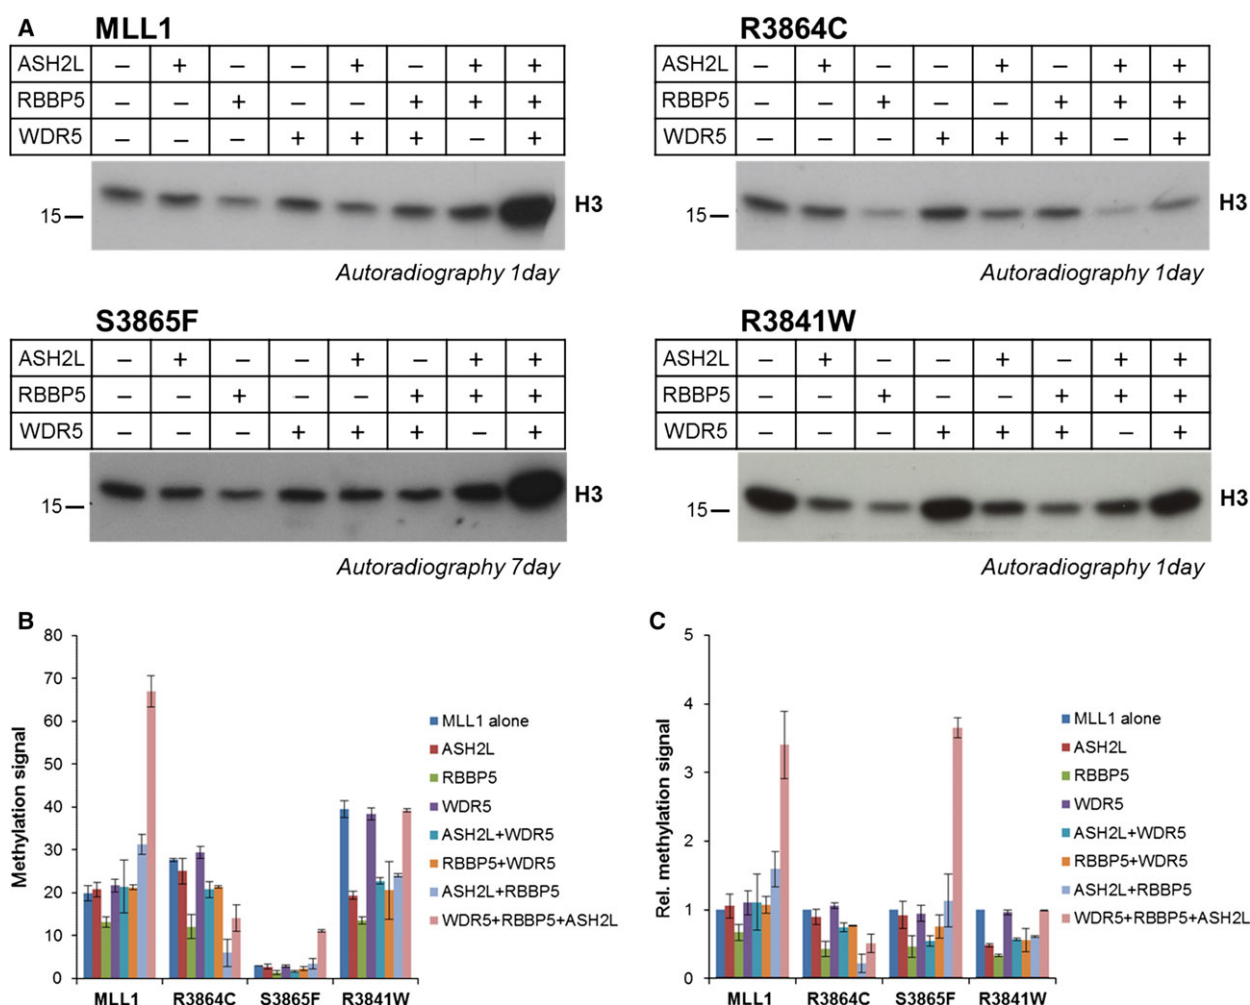 A
MLL1
ASH2L – + – – + – + +
RBBP5 – – + – – + + +
WDR5 – – – + + + – +
15 H3
Autoradiography 1day
R3864C
ASH2L – + – – + – + +
RBBP5 – – + – – + + +
WDR5 – – – + + + – +
15 H3
Autoradiography 1day
S3865F
ASH2L – + – – + – + +
RBBP5 – – + – – + + +
WDR5 – – – + + + – +
15 H3
Autoradiography 7day
R3841W
ASH2L – + – – + – + +
RBBP5 – – + – – + + +
WDR5 – – – + + + – +
15 H3
Autoradiography 1day
B
Methylation signal
80
70
60
50
40
30
20
10
0
MLL1 R3864C S3865F R3841W
MLL1 alone
ASH2L
RBBP5
WDR5
ASH2L+WDR5
RBBP5+WDR5
ASH2L+RBBP5
WDR5+RBBP5+ASH2L
C
Rel. methylation signal
5
4
3
2
1
0
MLL1 R3864C S3865F R3841W
MLL1 alone
ASH2L
RBBP5
WDR5
ASH2L+WDR5
RBBP5+WDR5
ASH2L+RBBP5
WDR5+RBBP5+ASH2L